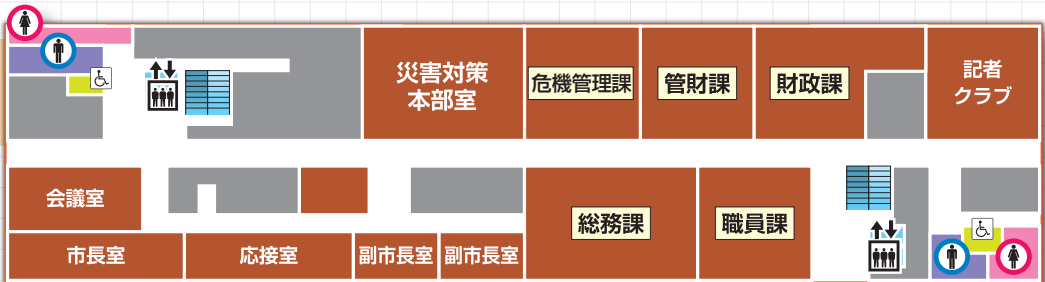 災害対策
本部室
危機管理課
管財課
財政課
記者
クラブ
会議室
総務課
職員課
市長室
応接室
副市長室
副市長室